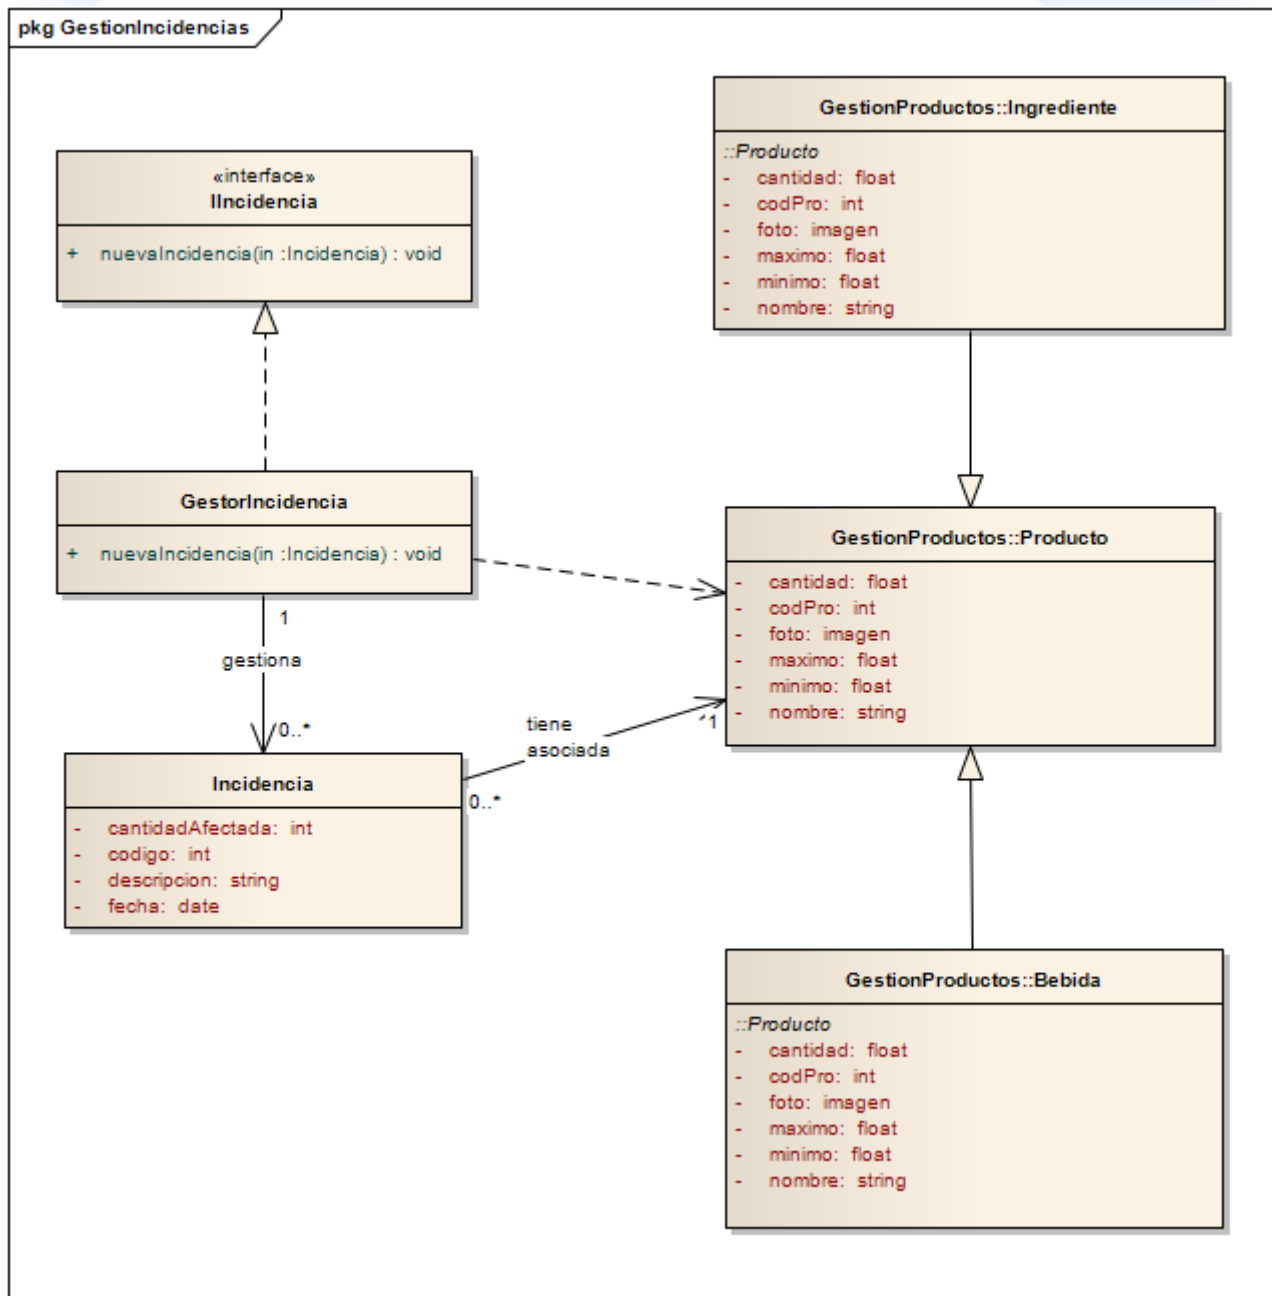 pkg GestionIncidencias
«interface»
IIncidencia
+ nuevaIncidencia(in :Incidencia) : void
GestionProductos::Ingrediente
::Producto
- cantidad: float
- codPro: int
- foto: imagen
- maximo: float
- minimo: float
- nombre: string
GestorIncidencia
+ nuevaIncidencia(in :Incidencia) : void
1
gestiona
0..*
GestionProductos::Producto
- cantidad: float
- codPro: int
- foto: imagen
- maximo: float
- minimo: float
- nombre: string
tiene
asociada
1
0..*
Incidencia
- cantidadAfectada: int
- codigo: int
- descripcion: string
- fecha: date
GestionProductos::Bebida
::Producto
- cantidad: float
- codPro: int
- foto: imagen
- maximo: float
- minimo: float
- nombre: string